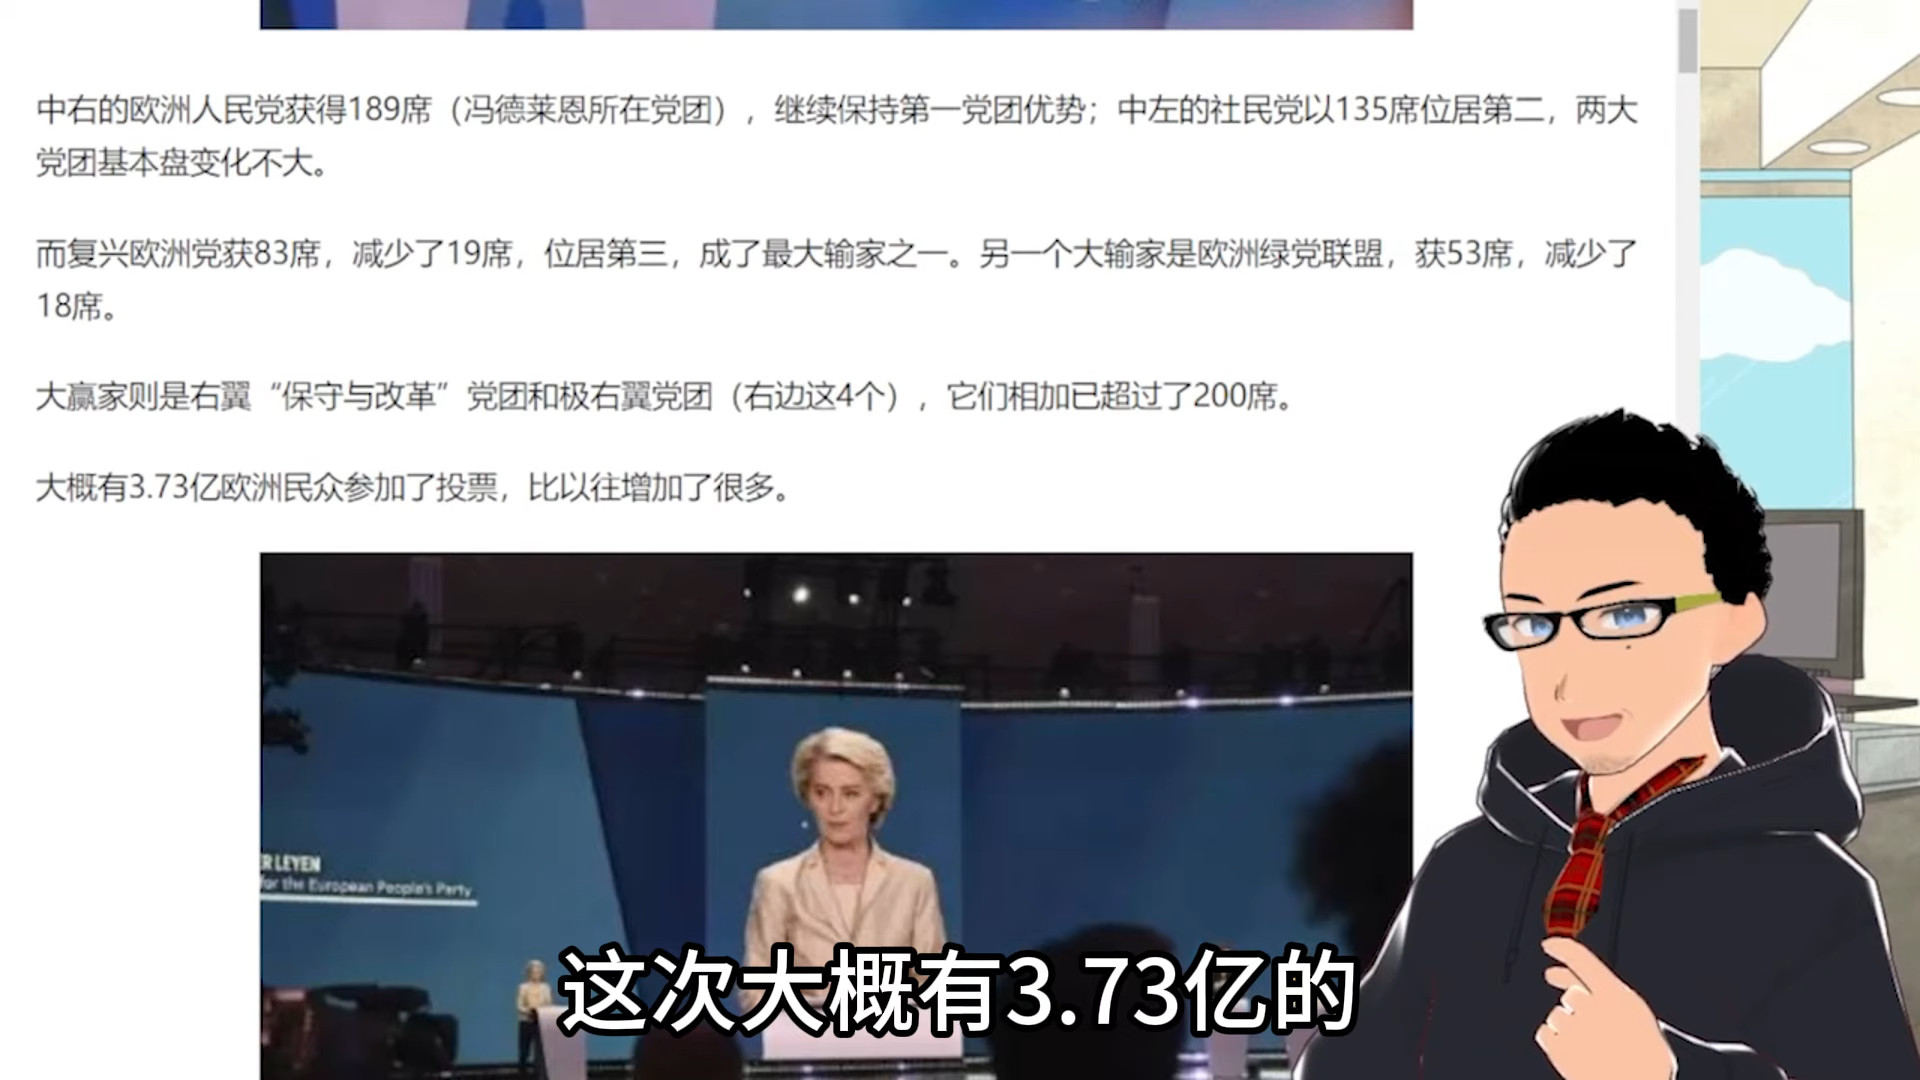 中右的欧洲人民党获得189席（冯德莱恩所在党团），继续保持第一党团优势；中左的社民党以135席位居第二，两大
党团基本盘变化不大。
而复兴欧洲党获83席，减少了19席，位居第三，成了最大输家之一。另一个大输家是欧洲绿党联盟，获53席，减少了
18席。
大赢家则是右翼“保守与改革”党团和极右翼党团（右边这4个），它们相加已超过了200席。
大概有3.73亿欧洲民众参加了投票，比以往增加了很多。
ER LEYEN
for the European People's Party
这次大概有3.73亿的